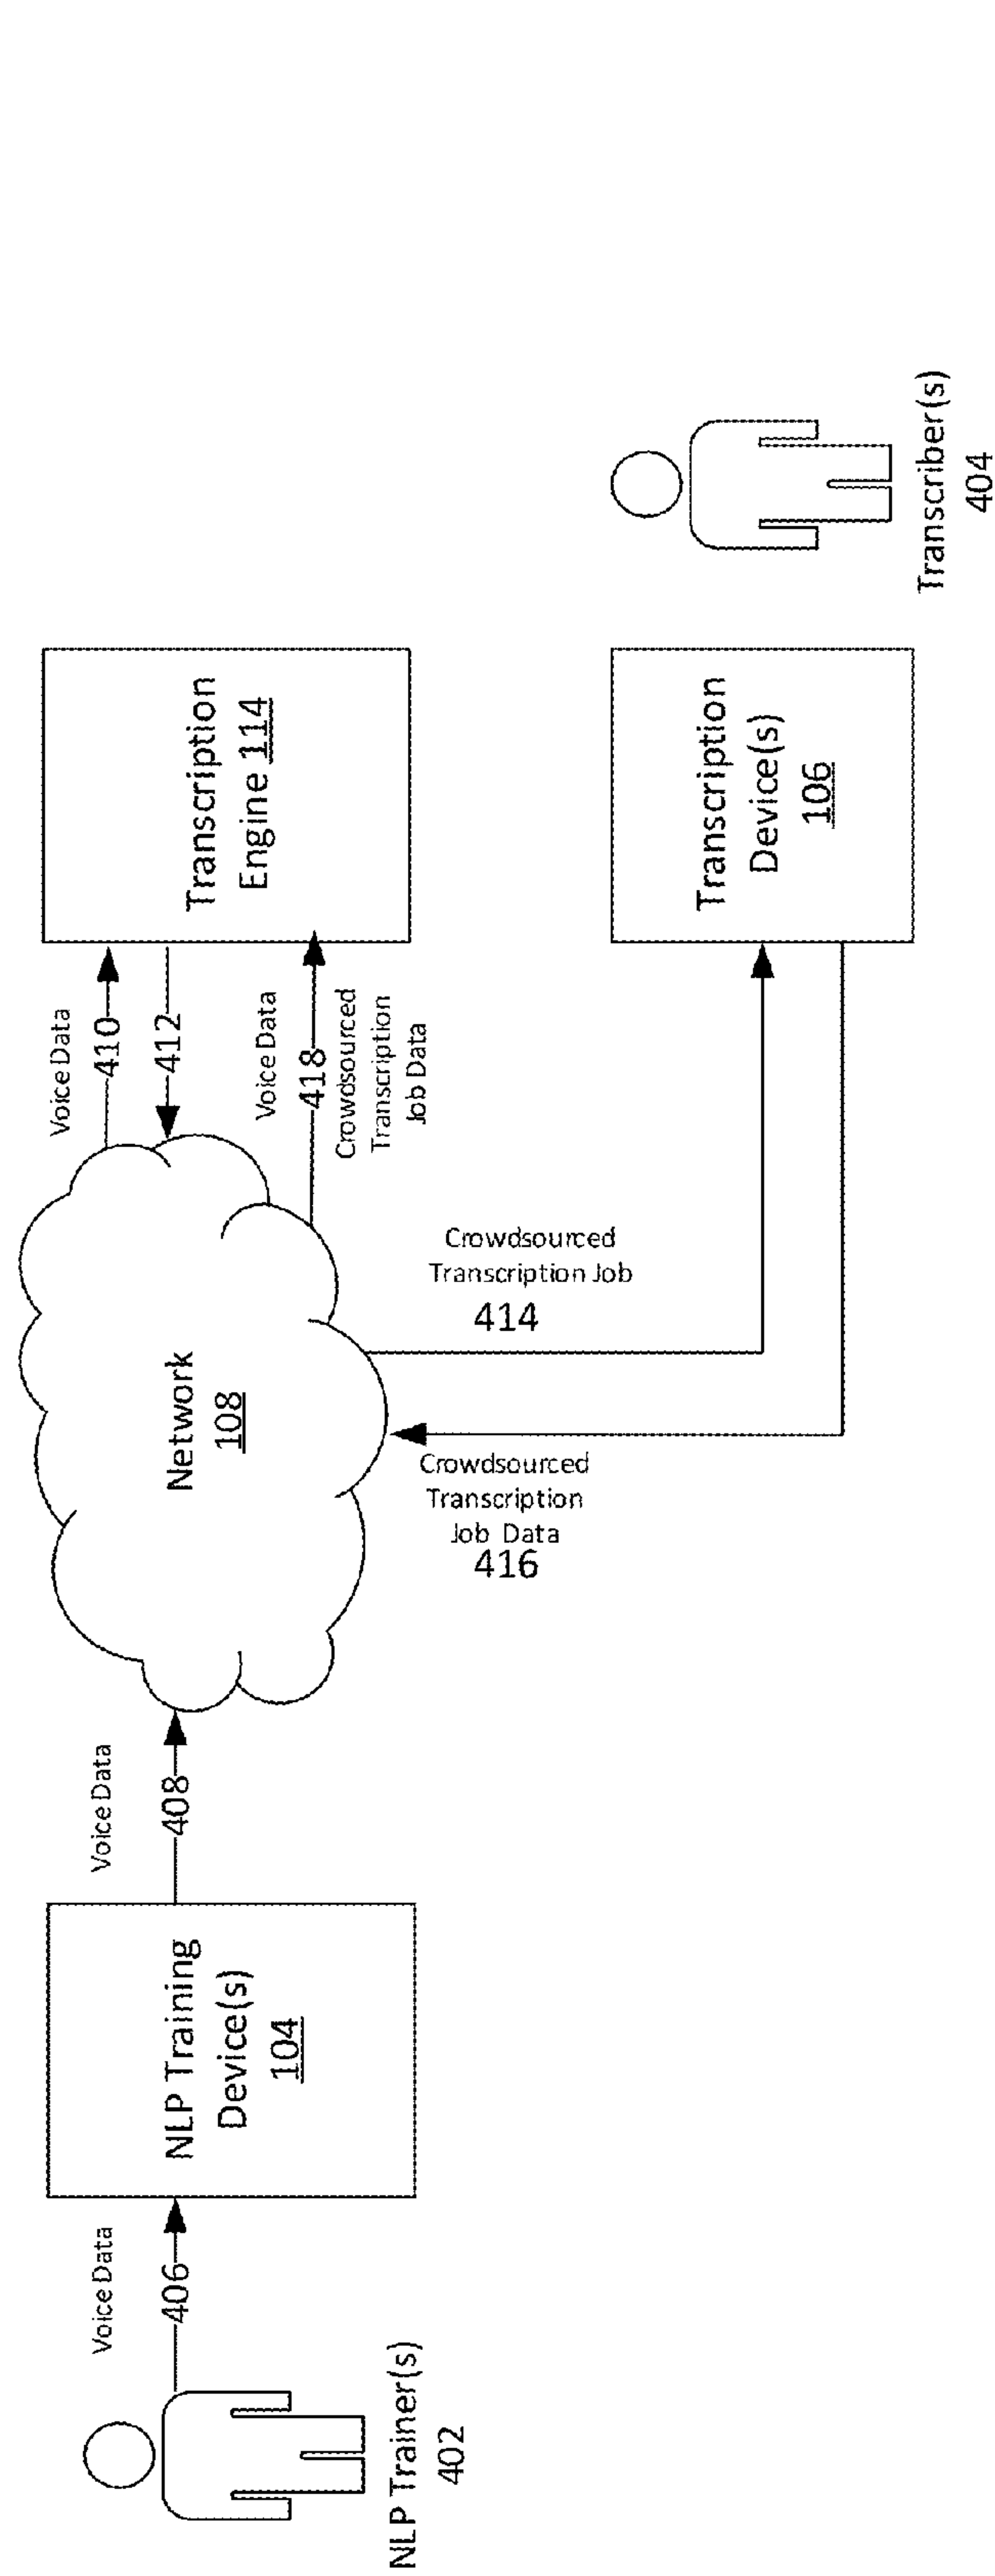 NLP Trainer(s)
402
Voice Data
406
NLP Training
Device(s)
104
Voice Data
408
Network
108
Voice Data
410
412
Voice Data
418
Crowdsourced
Transcription
Job Data
Transcription
Engine 114
Crowdsourced
Transcription Job
414
Crowdsourced
Transcription
Job Data
416
Transcription
Device(s)
106
Transcriber(s)
404